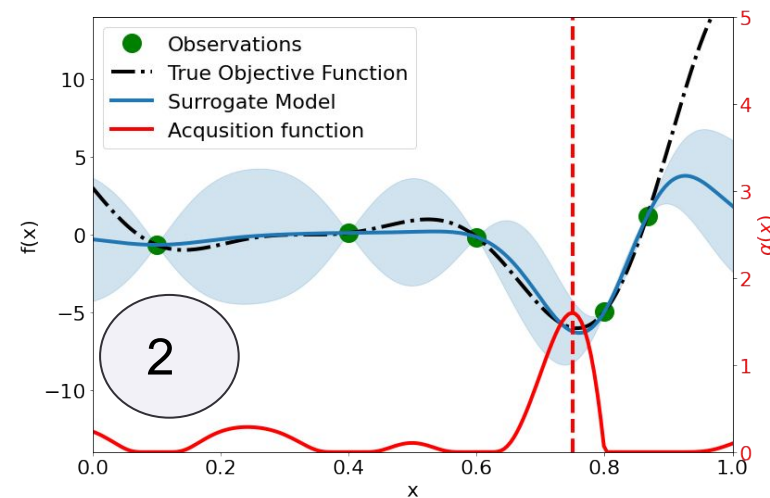 Observations
True Objective Function
Surrogate Model
Acqusition function
10
5
0
−5
−10
f(x)
2
5
4
3
2
1
0
α(x)
0.0 0.2 0.4 0.6 0.8 1.0
x